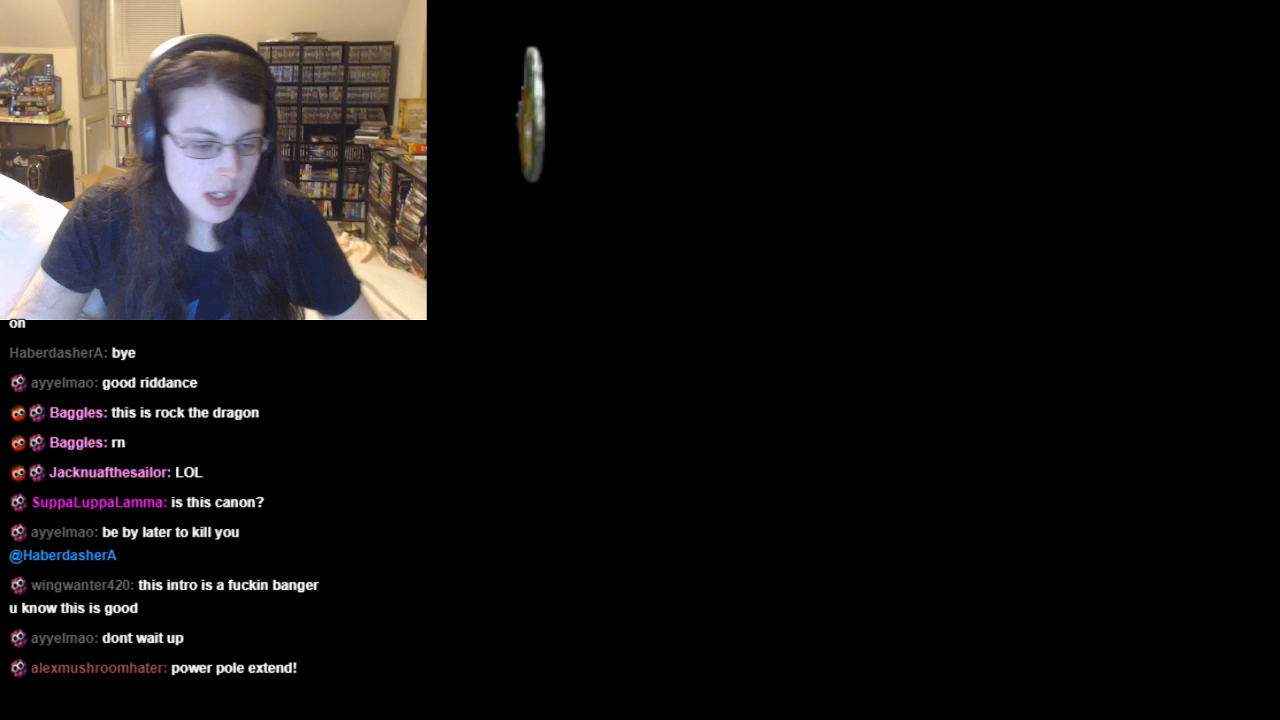 on
HaberdasherA: bye
ayyelmao: good riddance
Baggles: this is rock the dragon
Baggles: rn
Jacknuafthesailor: LOL
SuppaLuppaLamma: is this canon?
ayyelmao: be by later to kill you
@HaberdasherA
wingwanter420: this intro is a fuckin banger
u know this is good
ayyelmao: dont wait up
alexmushroomhater: power pole extend!